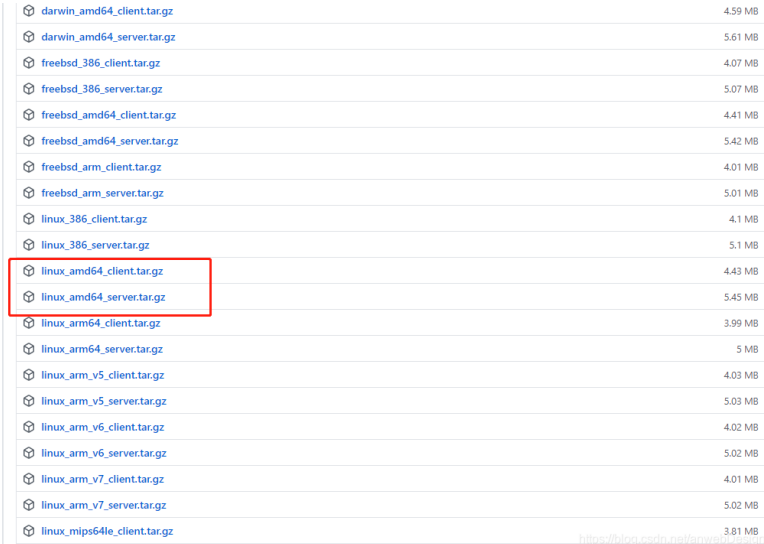 darwin_amd64_client.tar.gz 4.59 MB
darwin_amd64_server.tar.gz 5.61 MB
freebsd_386_client.tar.gz 4.07 MB
freebsd_386_server.tar.gz 5.07 MB
freebsd_amd64_client.tar.gz 4.41 MB
freebsd_amd64_server.tar.gz 5.42 MB
freebsd_arm_client.tar.gz 4.01 MB
freebsd_arm_server.tar.gz 5.01 MB
linux_386_client.tar.gz 4.1 MB
linux_386_server.tar.gz 5.1 MB
linux_amd64_client.tar.gz 4.43 MB
linux_amd64_server.tar.gz 5.45 MB
linux_arm64_client.tar.gz 3.99 MB
linux_arm64_server.tar.gz 5 MB
linux_arm_v5_client.tar.gz 4.03 MB
linux_arm_v5_server.tar.gz 5.03 MB
linux_arm_v6_client.tar.gz 4.02 MB
linux_arm_v6_server.tar.gz 5.02 MB
linux_arm_v7_client.tar.gz 4.01 MB
linux_arm_v7_server.tar.gz 5.02 MB
linux_mips64le_client.tar.gz 3.81 MB